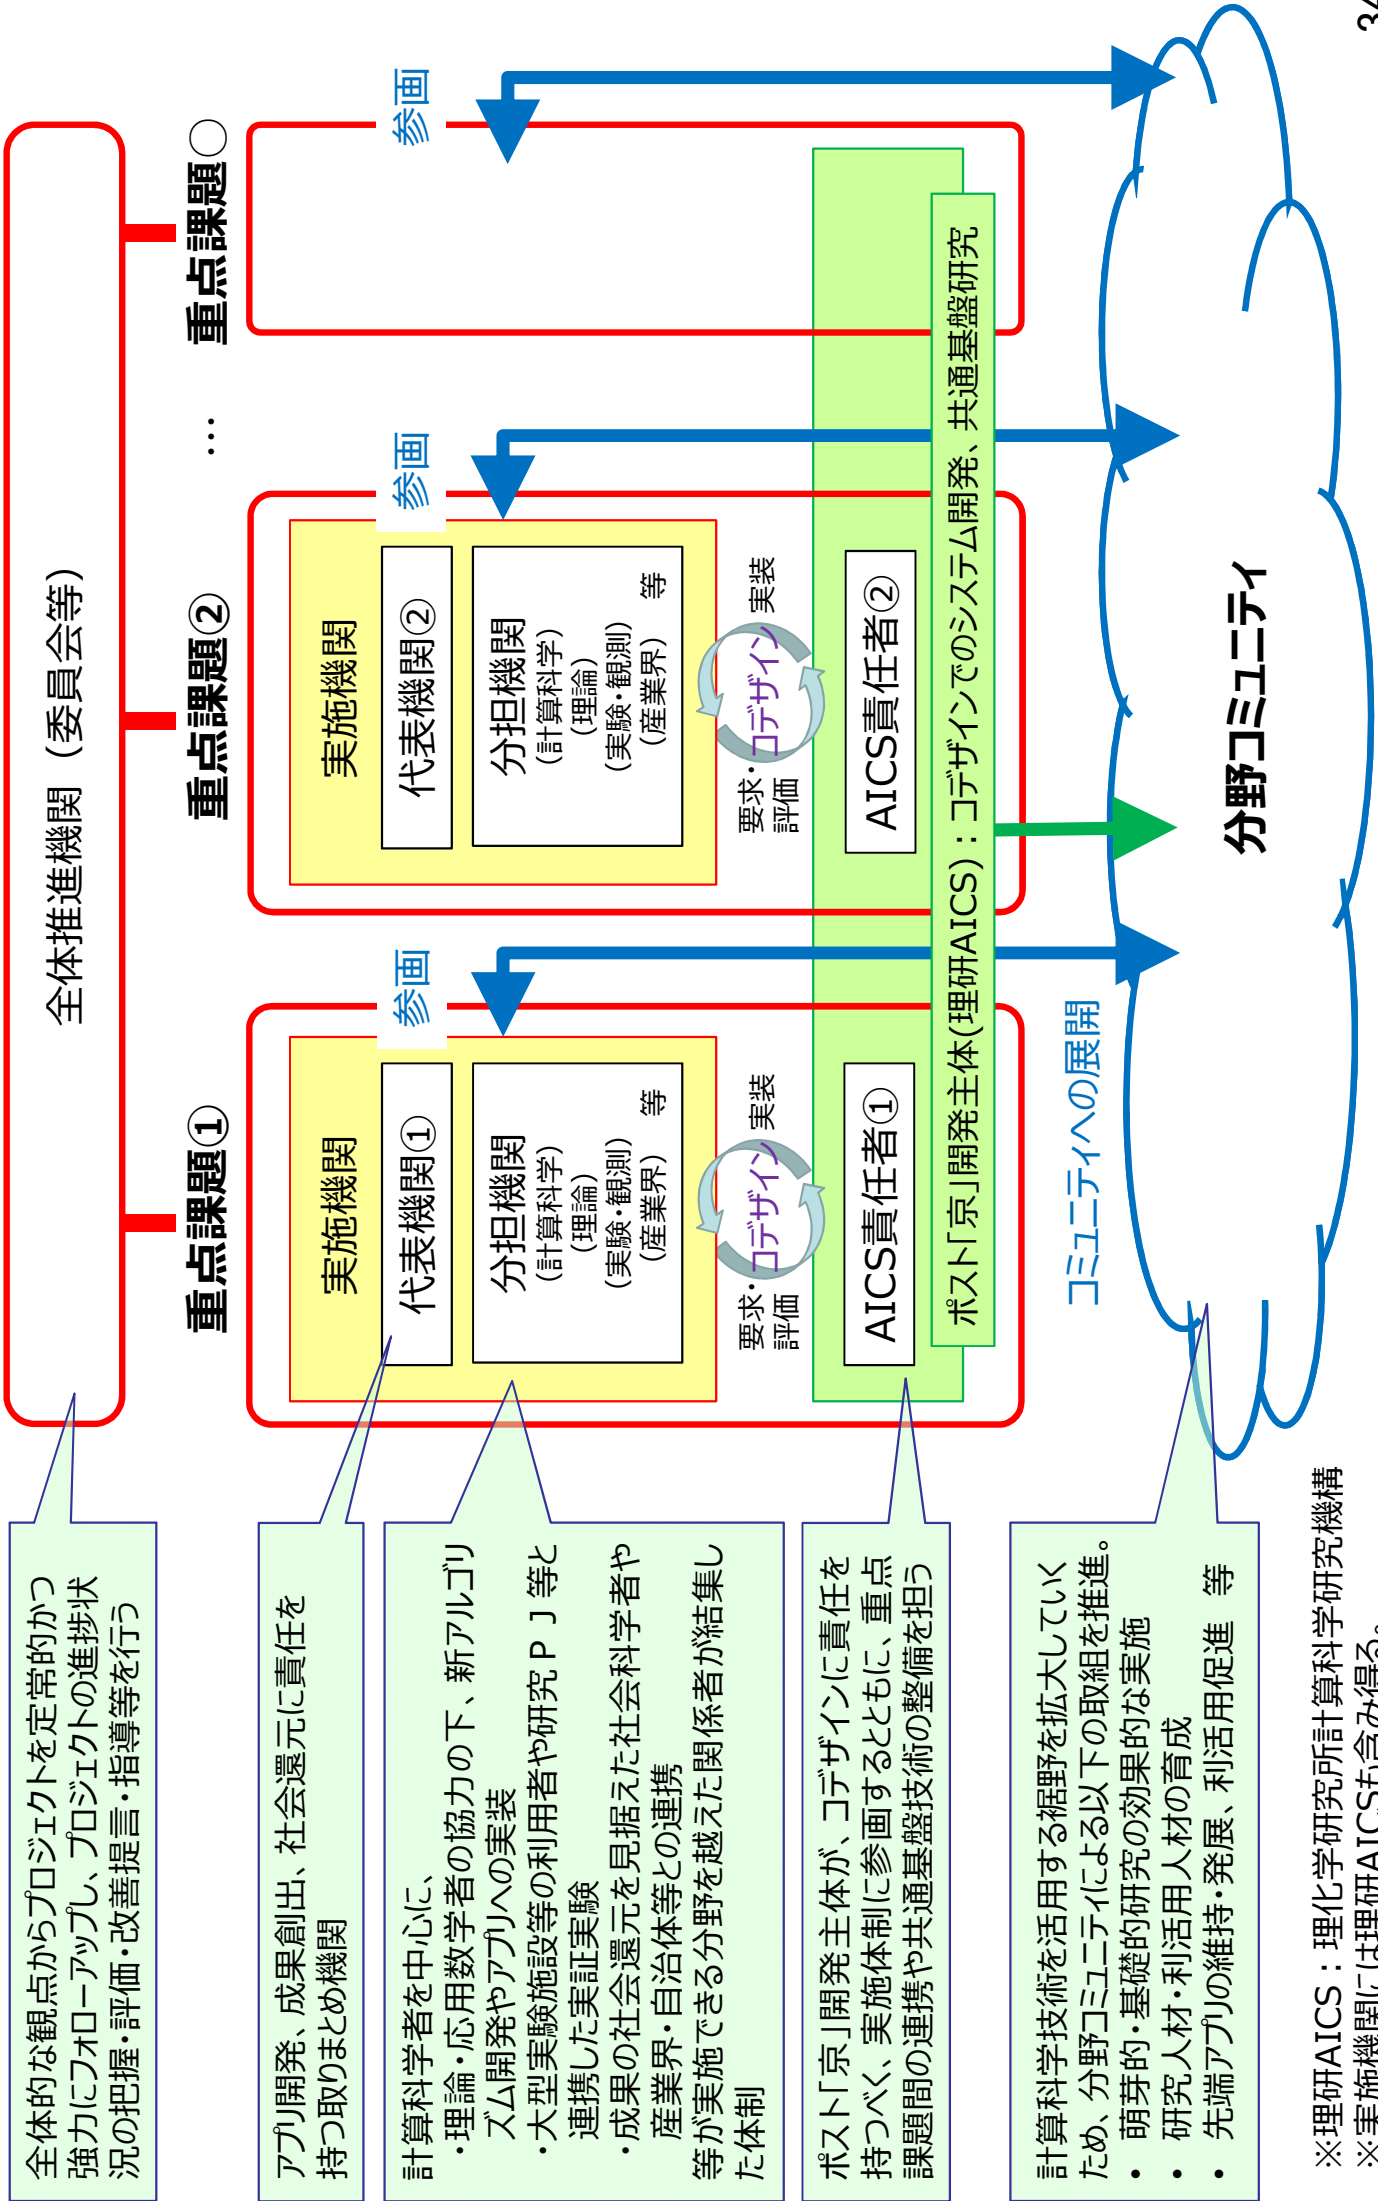 全体推進機関（委員会等）
全体的な観点からプロジェクトを定常的かつ
強力にフォローアップし、プロジェクトの進捗状
況の把握・評価・改善提言・指導等を行う
重点課題①
重点課題②
…
重点課題○
アプリ開発、成果創出、社会還元に責任を
持つ取りまとめ機関
計算科学者を中心に、
・理論・応用数学者の協力の下、新アルゴリ
ズム開発やアプリへの実装
・大型実験施設等の利用者や研究ＰＪ等と
連携した実証実験
・成果の社会還元を見据えた社会科学者や
産業界・自治体等との連携
等が実施できる分野を越えた関係者が結集し
た体制
ポスト「京」開発主体が、コデザインに責任を
持つべく、実施体制に参画するとともに、重点
課題間の連携や共通基盤技術の整備を担う
計算科学技術を活用する裾野を拡大していく
ため、分野コミュニティによる以下の取組を推進。
• 萌芽的・基礎的研究の効果的な実施
• 研究人材・利活用人材の育成
• 先端アプリの維持・発展、利活用促進　等
実施機関
代表機関①
分担機関
（計算科学）
（理論）
（実験・観測）
（産業界）　等
参画
要求・
評価
コデザイン
実装
AICS責任者①
実施機関
代表機関②
分担機関
（計算科学）
（理論）
（実験・観測）
（産業界）　等
参画
要求・
評価
コデザイン
実装
AICS責任者②
参画
ポスト「京」開発主体(理研AICS)：コデザインでのシステム開発、共通基盤研究
コミュニティへの展開
分野コミュニティ
※理研AICS：理化学研究所計算科学研究機構
※実施機関には理研AICSも含み得る。